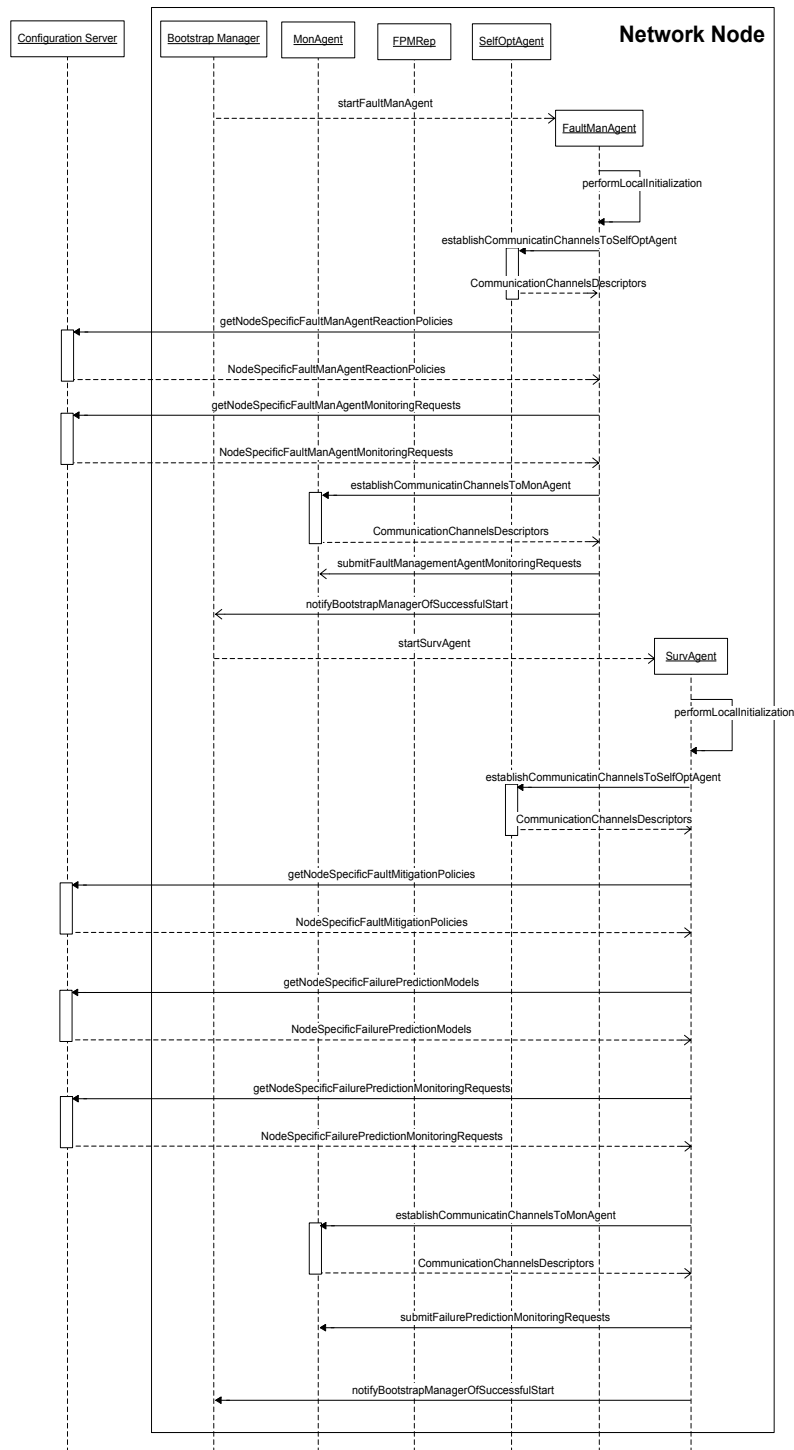 Network Node
Configuration Server
Bootstrap Manager
MonAgent
FPMRep
SelfOptAgent
startFaultManAgent
FaultManAgent
performLocalInitialization
establishCommunicatinChannelsToSelfOptAgent
CommunicationChannelsDescriptors
getNodeSpecificFaultManAgentReactionPolicies
NodeSpecificFaultManAgentReactionPolicies
getNodeSpecificFaultManAgentMonitoringRequests
NodeSpecificFaultManAgentMonitoringRequests
establishCommunicatinChannelsToMonAgent
CommunicationChannelsDescriptors
submitFaultManagementAgentMonitoringRequests
notifyBootstrapManagerOfSuccessfulStart
startSurvAgent
SurvAgent
performLocalInitialization
establishCommunicatinChannelsToSelfOptAgent
CommunicationChannelsDescriptors
getNodeSpecificFaultMitigationPolicies
NodeSpecificFaultMitigationPolicies
getNodeSpecificFailurePredictionModels
NodeSpecificFailurePredictionModels
getNodeSpecificFailurePredictionMonitoringRequests
NodeSpecificFailurePredictionMonitoringRequests
establishCommunicatinChannelsToMonAgent
CommunicationChannelsDescriptors
submitFailurePredictionMonitoringRequests
notifyBootstrapManagerOfSuccessfulStart